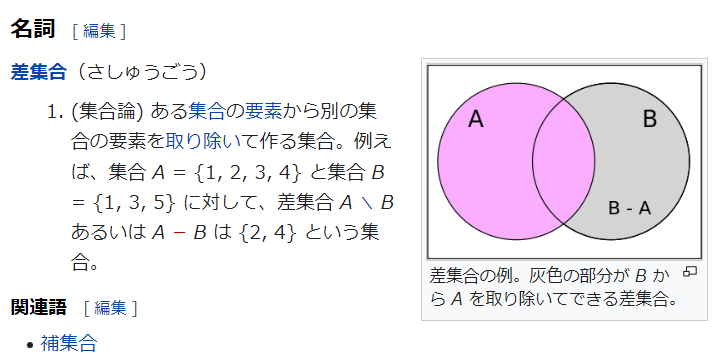 名詞 [編集]
差集合（さしゅうごう）
1. (集合論) ある集合の要素から別の集
合の要素を取り除いて作る集合。例え
ば、集合 A = {1, 2, 3, 4} と集合 B
= {1, 3, 5} に対して、差集合 A ∖ B
あるいは A − B は {2, 4} という集
合。
A
B
B - A
差集合の例。灰色の部分が B か
ら A を取り除いてできる差集合。
関連語 [編集]
• 補集合